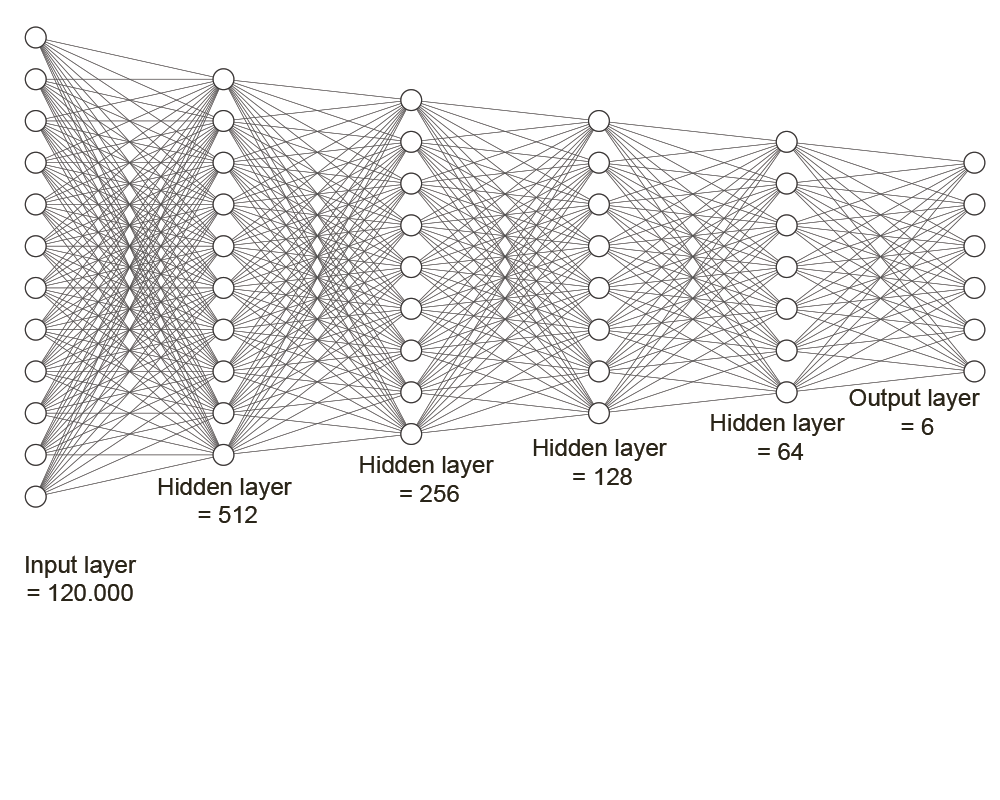 Input layer
= 120.000
Hidden layer
= 512
Hidden layer
= 256
Hidden layer
= 128
Hidden layer
= 64
Output layer
= 6